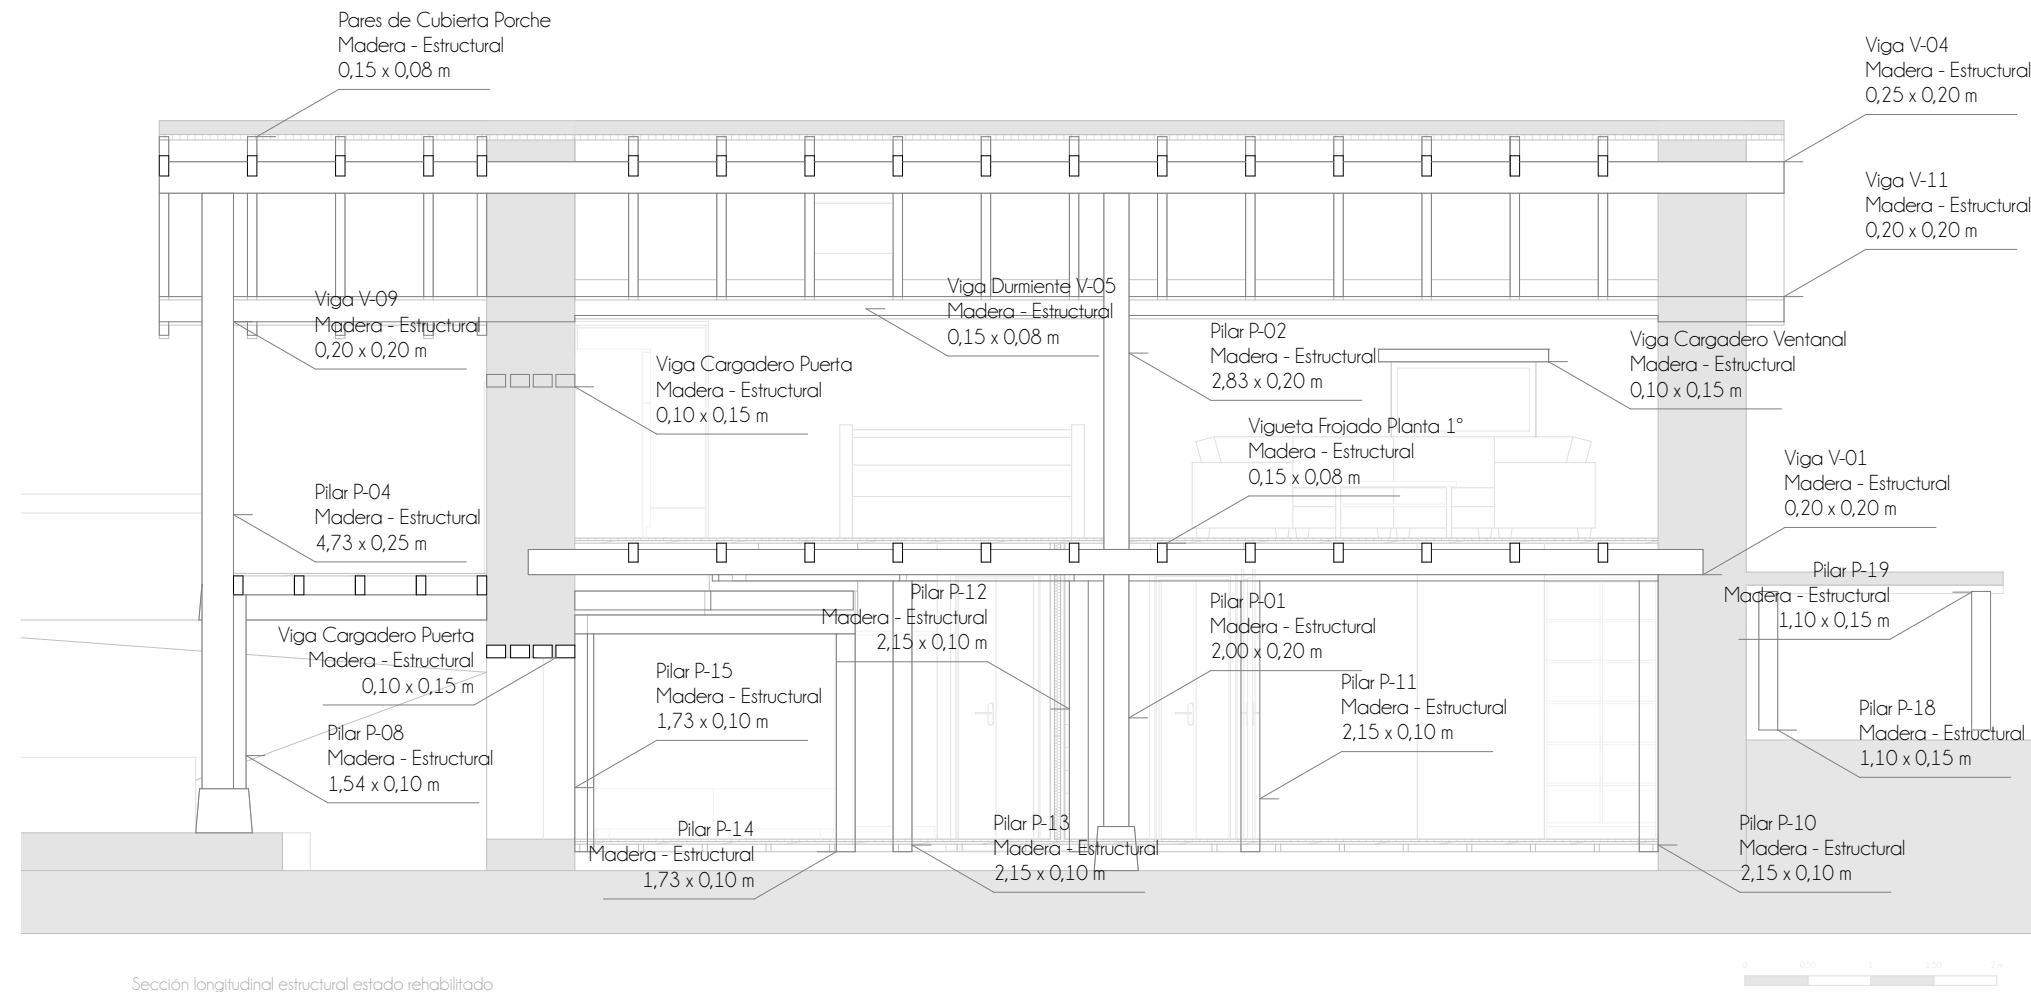 Pares de Cubierta Porche
Madera - Estructural
0,15 x 0,08 m
Viga V-04
Madera - Estructural
0,25 x 0,20 m
Viga V-11
Madera - Estructural
0,20 x 0,20 m
Viga V-09
Madera - Estructural
0,20 x 0,20 m
Viga Durmiente V-05
Madera - Estructural
0,15 x 0,08 m
Pilar P-02
Madera - Estructural
2,83 x 0,20 m
Viga Cargadero Ventanal
Madera - Estructural
0,10 x 0,15 m
Viga Cargadero Puerta
Madera - Estructural
0,10 x 0,15 m
Vigueta Frojado Planta 1°
Madera - Estructural
0,15 x 0,08 m
Viga V-01
Madera - Estructural
0,20 x 0,20 m
Pilar P-04
Madera - Estructural
4,73 x 0,25 m
Pilar P-12
Madera - Estructural
2,15 x 0,10 m
Pilar P-01
Madera - Estructural
2,00 x 0,20 m
Pilar P-19
Madera - Estructural
1,10 x 0,15 m
Viga Cargadero Puerta
Madera - Estructural
0,10 x 0,15 m
Pilar P-15
Madera - Estructural
1,73 x 0,10 m
Pilar P-11
Madera - Estructural
2,15 x 0,10 m
Pilar P-18
Madera - Estructural
1,10 x 0,15 m
Pilar P-08
Madera - Estructural
1,54 x 0,10 m
Pilar P-14
Madera - Estructural
1,73 x 0,10 m
Pilar P-13
Madera - Estructural
2,15 x 0,10 m
Pilar P-10
Madera - Estructural
2,15 x 0,10 m
Sección longitudinal estructural estado rehabilitado
0 0,50 1 1,50